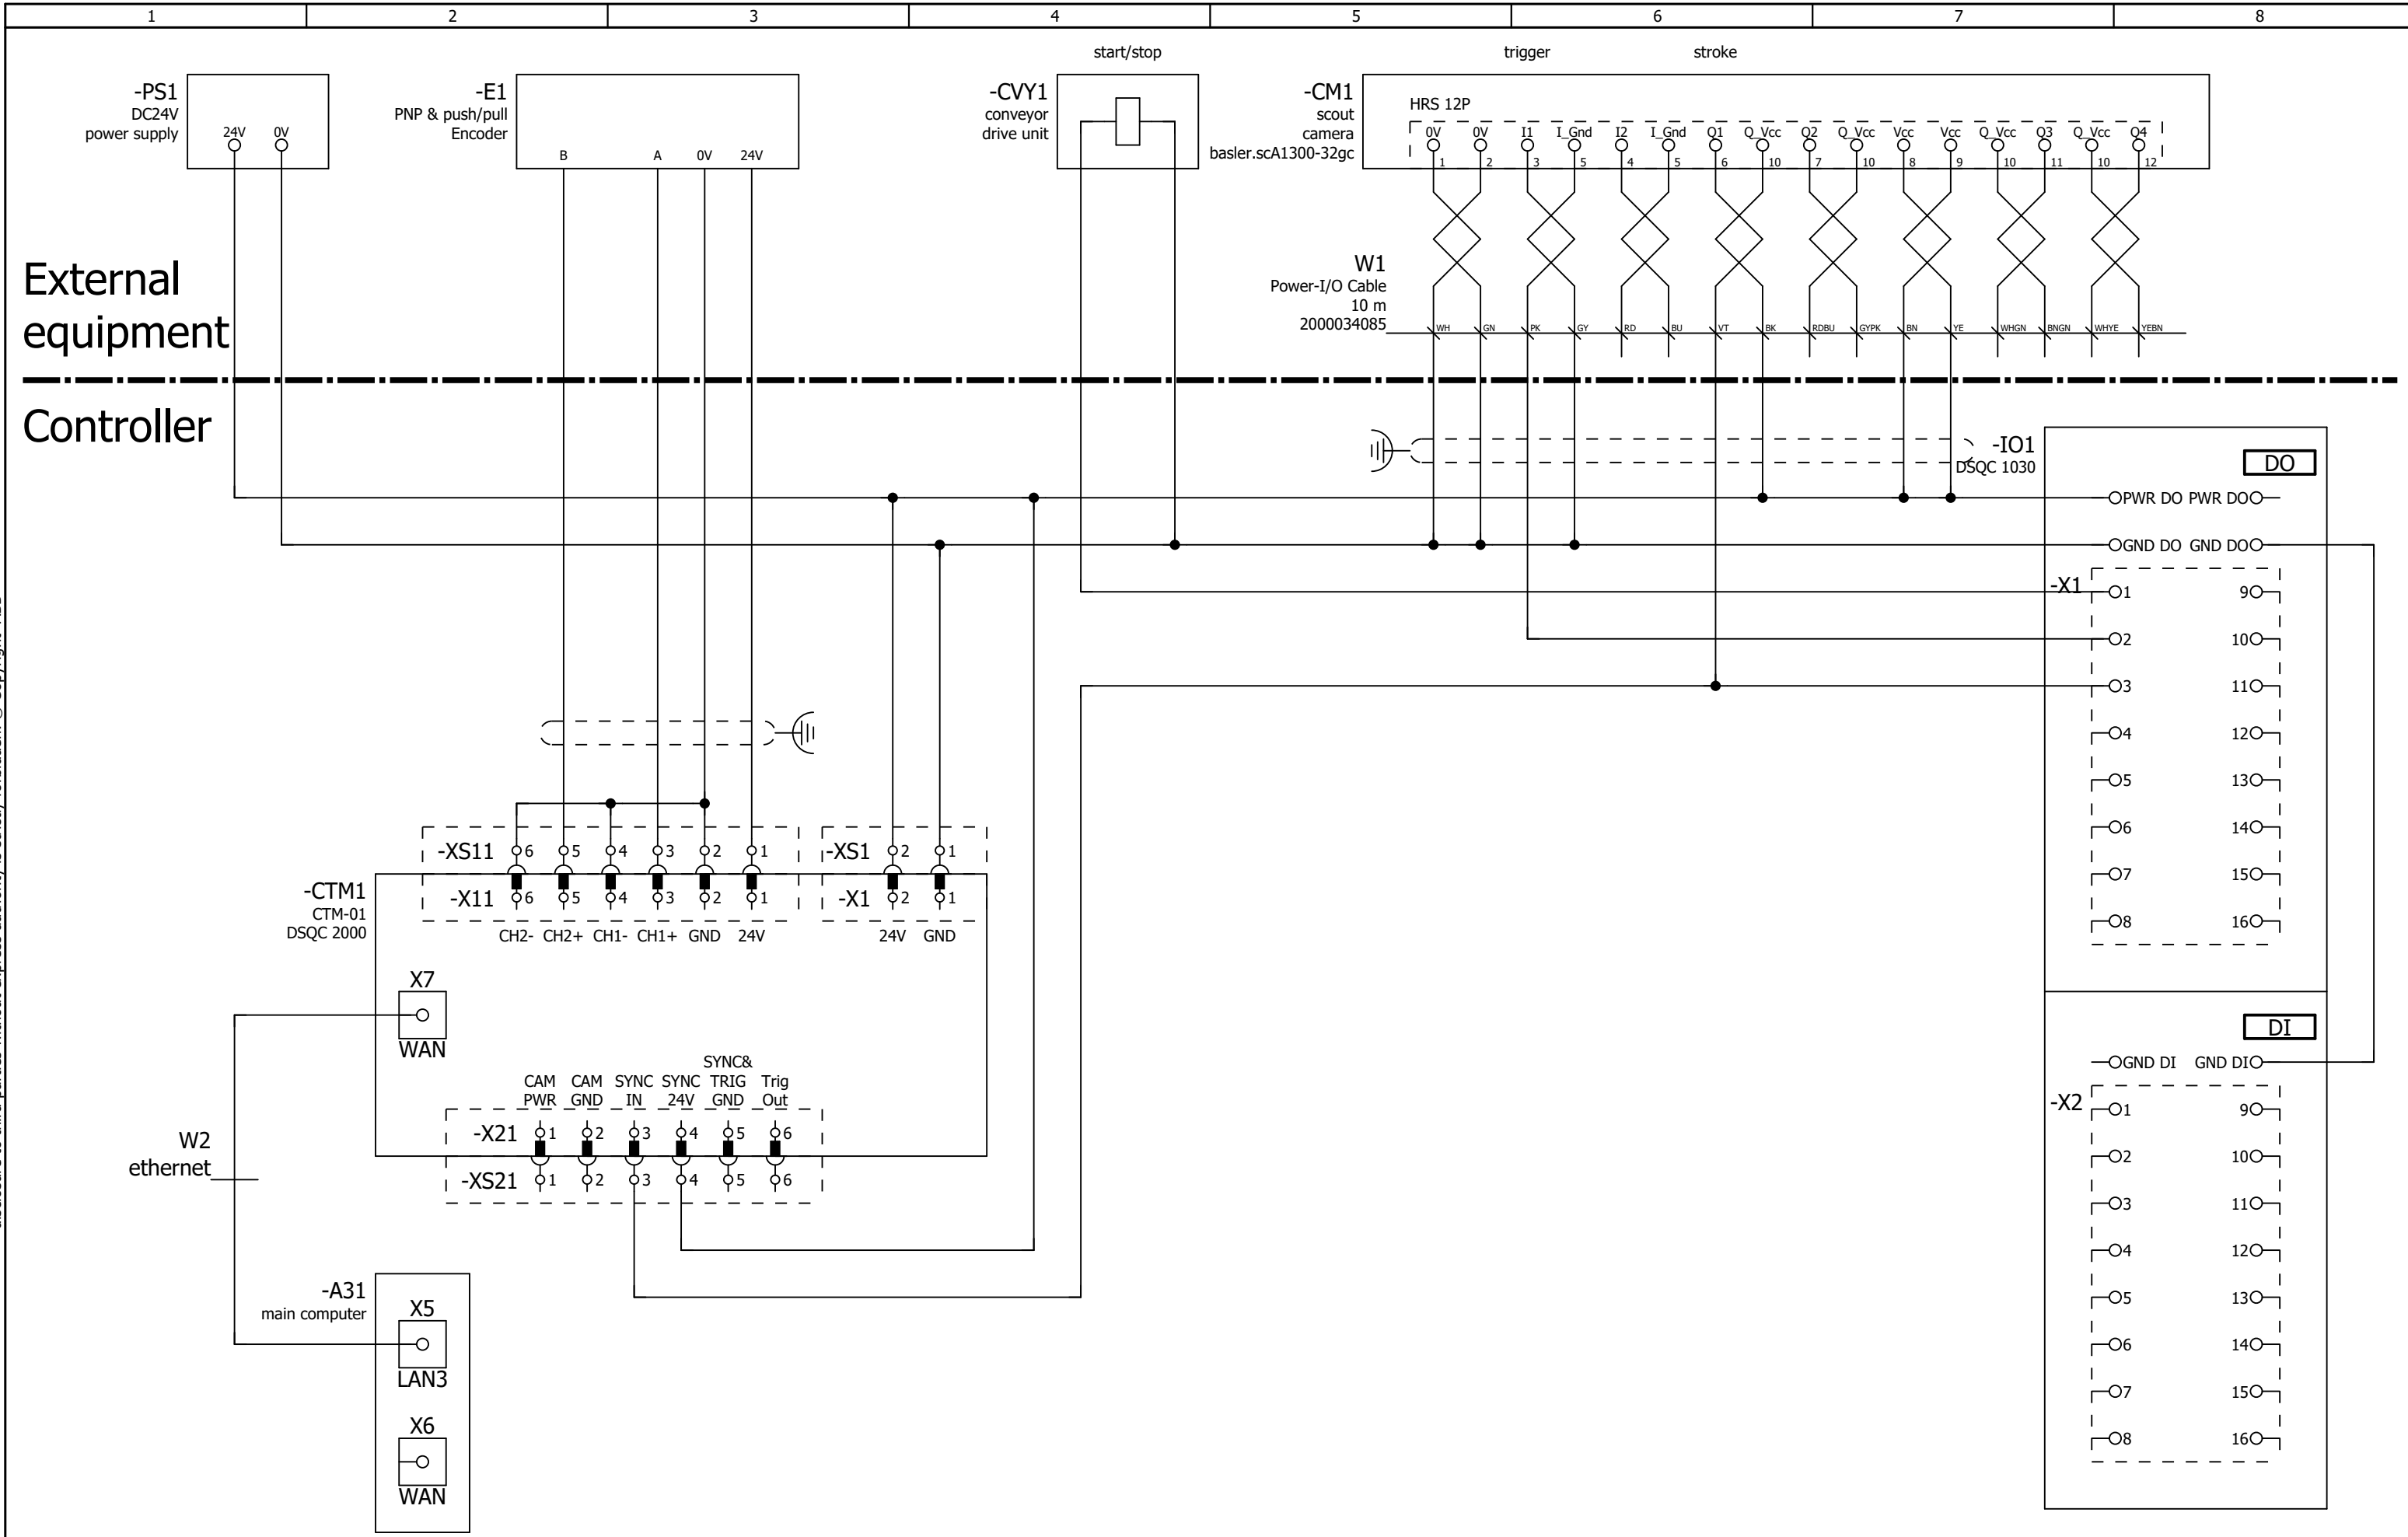 1 2 3 4 5 6 7 8
start/stop trigger stroke
-PS1
DC24V
power supply
24V 0V
-E1
PNP & push/pull
Encoder
B A 0V 24V
-CVY1
conveyor
drive unit
-CM1
scout
camera
basler.scA1300-32gc
HRS 12P
0V 0V I1 I_Gnd I2 I_Gnd Q1 Q_Vcc Q2 Q_Vcc Vcc Vcc Q_Vcc Q3 Q_Vcc Q4
1 2 3 5 4 5 6 10 7 10 8 9 10 11 10 12
External
equipment
W1
Power-I/O Cable
10 m
2000034085
WH GN PK GY RD BU VT BK RDBU GYPK BN YE WHGN BNGN WHYE YEBN
Controller
-IO1
DSQC 1030
DO
PWR DO PWR DO
GND DO GND DO
-X1
1 9
2 10
3 11
4 12
5 13
6 14
7 15
8 16
-XS11 6 5 4 3 2 1
-XS1 2 1
-CTM1
CTM-01
DSQC 2000
-X11 6 5 4 3 2 1
-X1 2 1
CH2- CH2+ CH1- CH1+ GND 24V
24V GND
X7
WAN
CAM PWR
CAM GND
SYNC IN
SYNC 24V
SYNC& TRIG GND
Trig Out
-X21 1 2 3 4 5 6
-XS21 1 2 3 4 5 6
W2
ethernet
-A31
main computer
X5
LAN3
X6
WAN
DI
GND DI GND DI
-X2
1 9
2 10
3 11
4 12
5 13
6 14
7 15
8 16